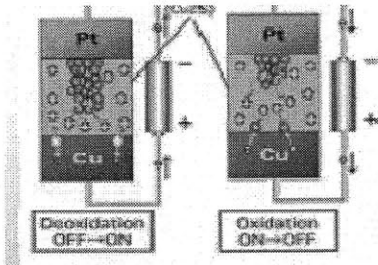 Pt
Pt
−
−
+
+
Cu
Cu
Deoxidation
OFF→ON
Oxidation
ON→OFF